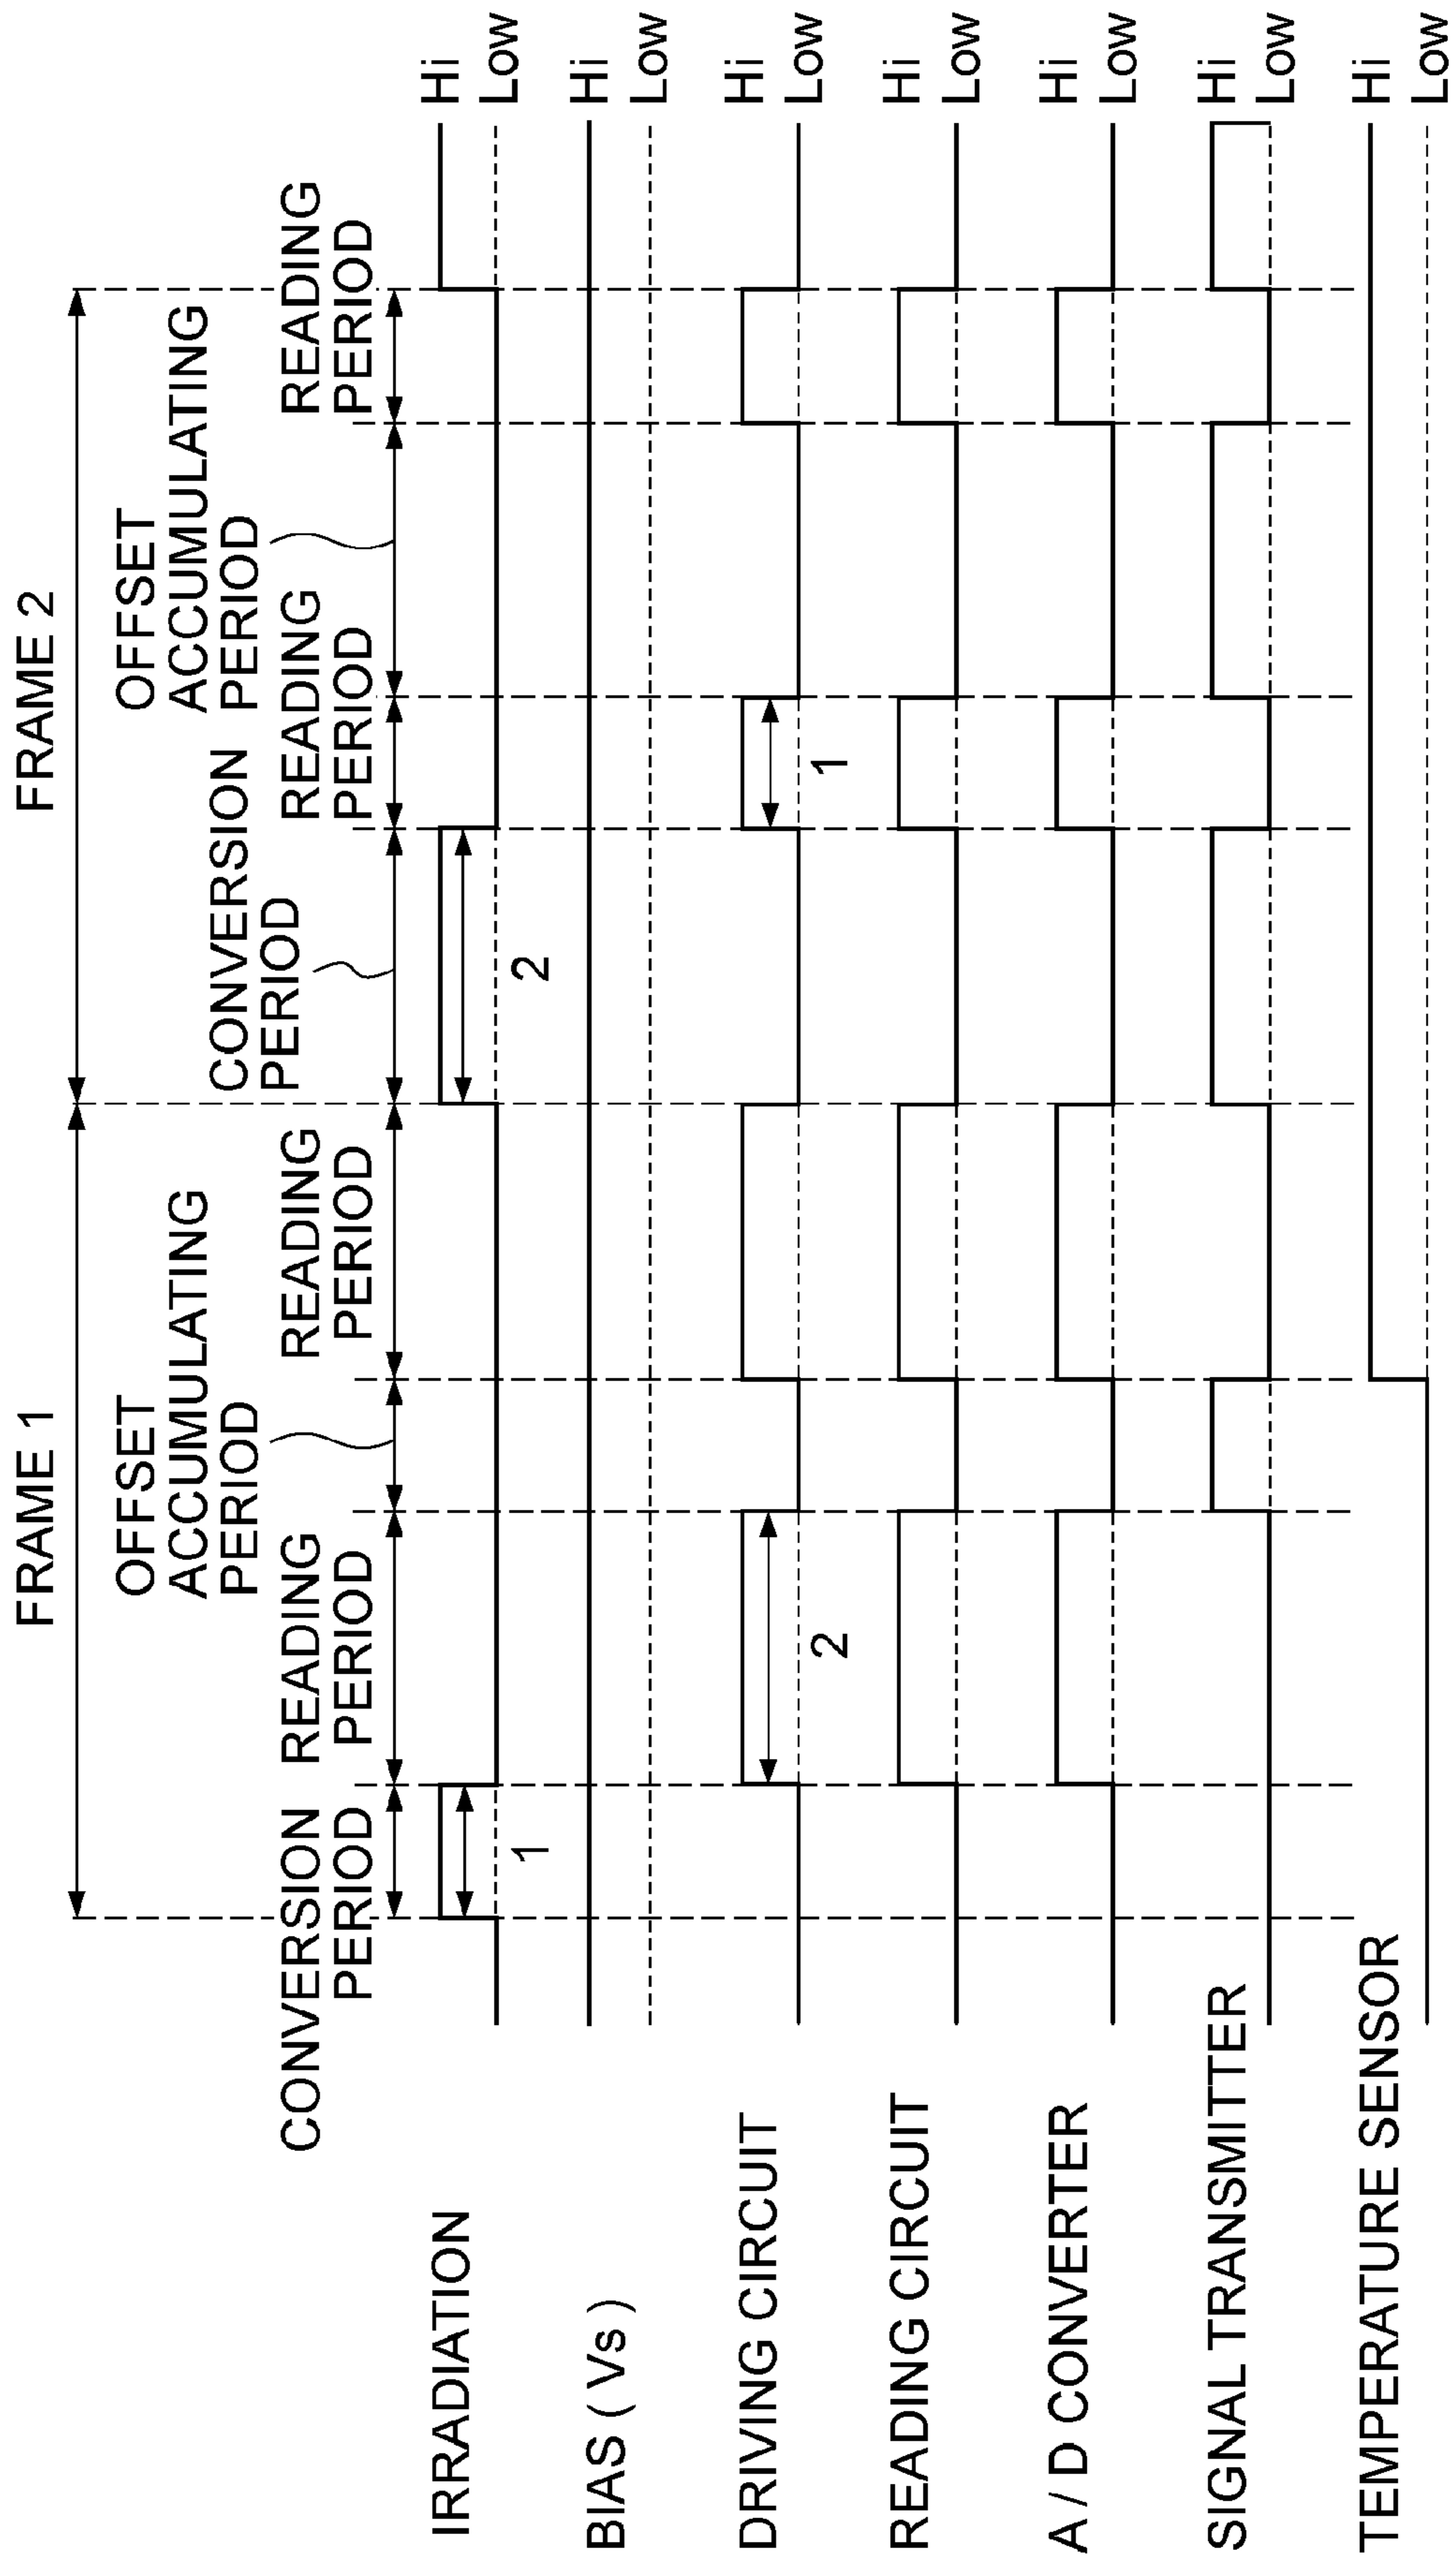 FRAME 1
FRAME 2
CONVERSION
PERIOD
READING
PERIOD
OFFSET
ACCUMULATING
PERIOD
READING
PERIOD
CONVERSION
PERIOD
READING
PERIOD
OFFSET
ACCUMULATING
PERIOD
READING
PERIOD
IRRADIATION
1
2
Hi
Low
BIAS ( Vs )
Hi
Low
DRIVING CIRCUIT
2
1
Hi
Low
READING CIRCUIT
Hi
Low
A / D CONVERTER
Hi
Low
SIGNAL TRANSMITTER
Hi
Low
TEMPERATURE SENSOR
Hi
Low